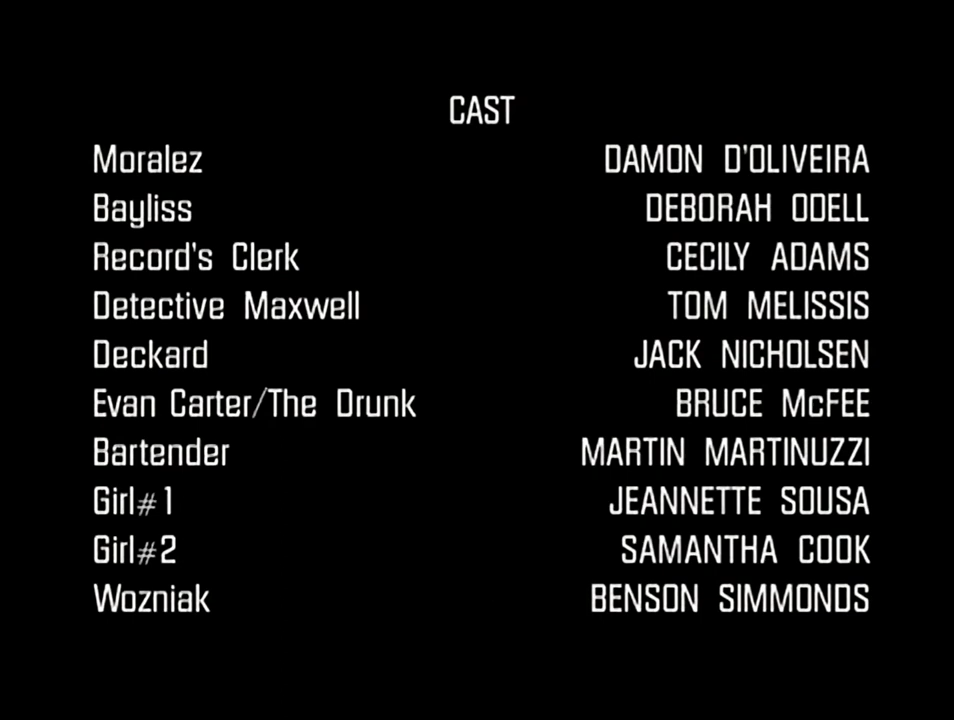 CAST
Moralez DAMON D'OLIVEIRA
Bayliss DEBORAH ODELL
Record's Clerk CECILY ADAMS
Detective Maxwell TOM MELISSIS
Deckard JACK NICHOLSEN
Evan Carter/The Drunk BRUCE McFEE
Bartender MARTIN MARTINUZZI
Girl#1 JEANNETTE SOUSA
Girl#2 SAMANTHA COOK
Wozniak BENSON SIMMONDS